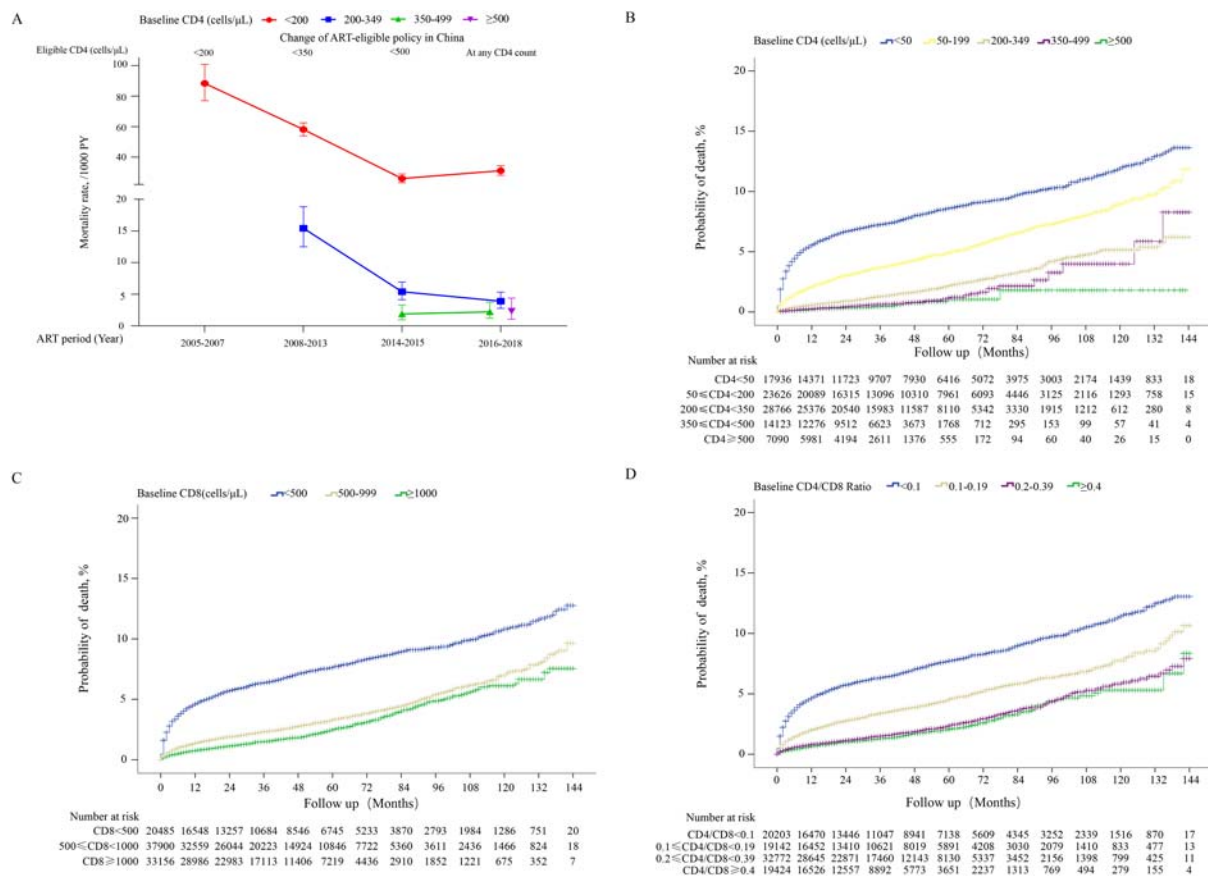 A
Baseline CD4 (cells/μL) <200 200-349 350-499 ≥500
Change of ART-eligible policy in China
Eligible CD4 (cells/μL) <200 <350 <500 At any CD4 count
Mortality rate, /1000 PY
100
80
60
40
20
15
10
5
0
ART period (Year) 2005-2007 2008-2013 2014-2015 2016-2018
B
Baseline CD4 (cells/μL) <50 50-199 200-349 350-499 ≥500
Probability of death, %
20
15
10
5
0
0 12 24 36 48 60 72 84 96 108 120 132 144
Follow up (Months)
Number at risk
CD4<50 17936 14371 11723 9707 7930 6416 5072 3975 3003 2174 1439 833 18
50≤CD4<200 23626 20089 16315 13096 10310 7961 6093 4446 3125 2116 1293 758 15
200≤CD4<350 28766 25376 20540 15983 11587 8110 5342 3330 1915 1212 612 280 8
350≤CD4<500 14123 12276 9512 6623 3673 1768 712 295 153 99 57 41 4
CD4≥500 7090 5981 4194 2611 1376 555 172 94 60 40 26 15 0
C
Baseline CD8(cells/μL) <500 500-999 ≥1000
Probability of death, %
20
15
10
5
0
0 12 24 36 48 60 72 84 96 108 120 132 144
Follow up (Months)
Number at risk
CD8<500 20485 16548 13257 10684 8546 6745 5233 3870 2793 1984 1286 751 20
500≤CD8<1000 37900 32559 26044 20223 14924 10846 7722 5360 3611 2436 1466 824 18
CD8≥1000 33156 28986 22983 17113 11406 7219 4436 2910 1852 1221 675 352 7
D
Baseline CD4/CD8 Ratio <0.1 0.1-0.19 0.2-0.39 ≥0.4
Probability of death, %
20
15
10
5
0
0 12 24 36 48 60 72 84 96 108 120 132 144
Follow up (Months)
Number at risk
CD4/CD8<0.1 20203 16470 13446 11047 8941 7138 5609 4345 3252 2339 1516 870 17
0.1≤CD4/CD8<0.19 19142 16452 13410 10621 8019 5891 4208 3030 2079 1410 833 477 13
0.2≤CD4/CD8<0.39 32772 28645 22871 17460 12143 8130 5337 3452 2156 1398 799 425 11
CD4/CD8≥0.4 19424 16526 12557 8892 5773 3651 2237 1313 769 494 279 155 4